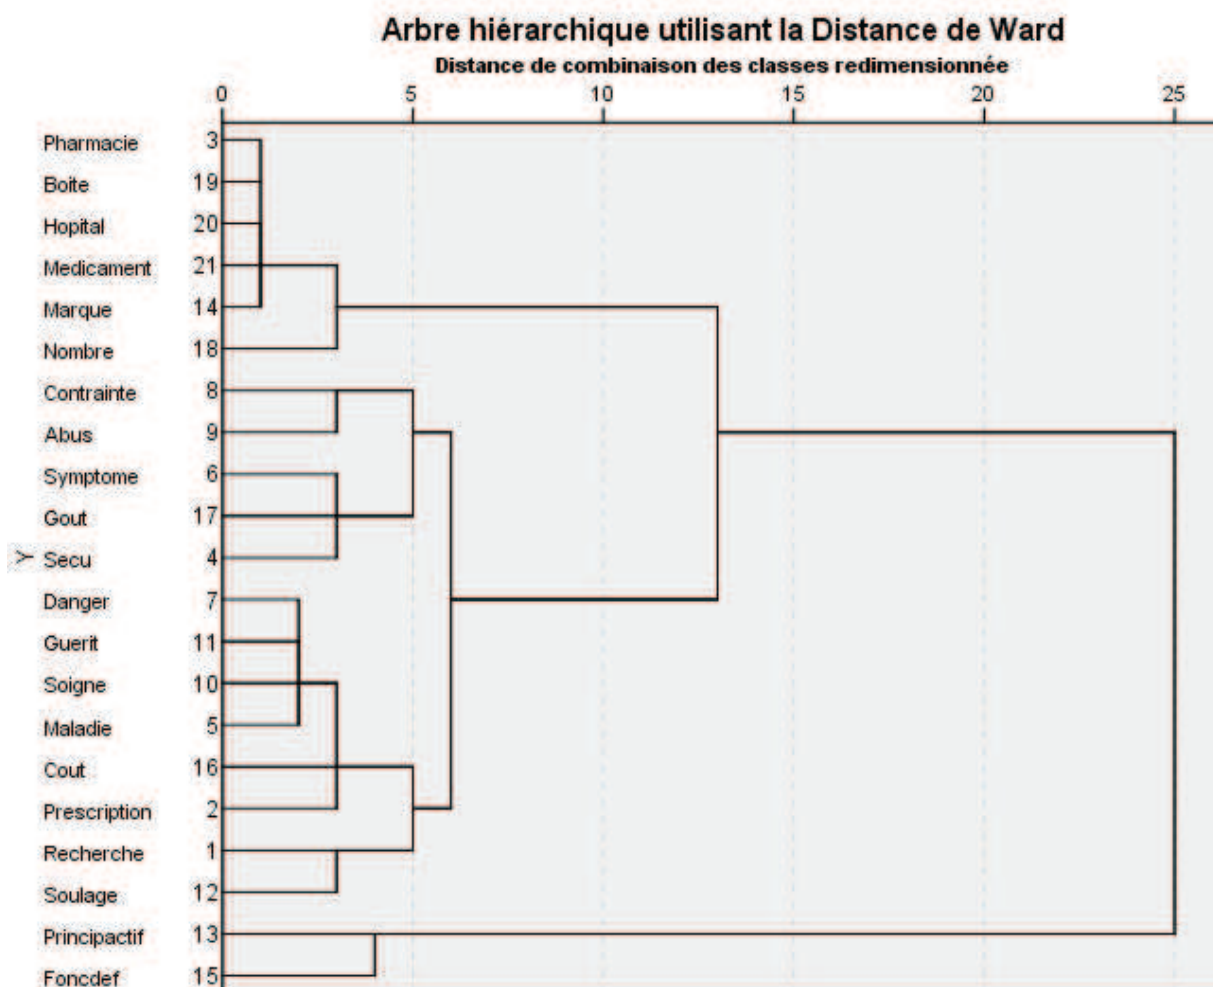 Arbre hiérarchique utilisant la Distance de Ward
Distance de combinaison des classes redimensionnée
0 5 10 15 20 25
Pharmacie 3
Boite 19
Hopital 20
Medicament 21
Marque 14
Nombre 18
Contrainte 8
Abus 9
Symptome 6
Gout 17
Y
Secu 4
Danger 7
Guerit 11
Soigne 10
Maladie 5
Cout 16
Prescription 2
Recherche 1
Soulage 12
Principactif 13
Foncdef 15